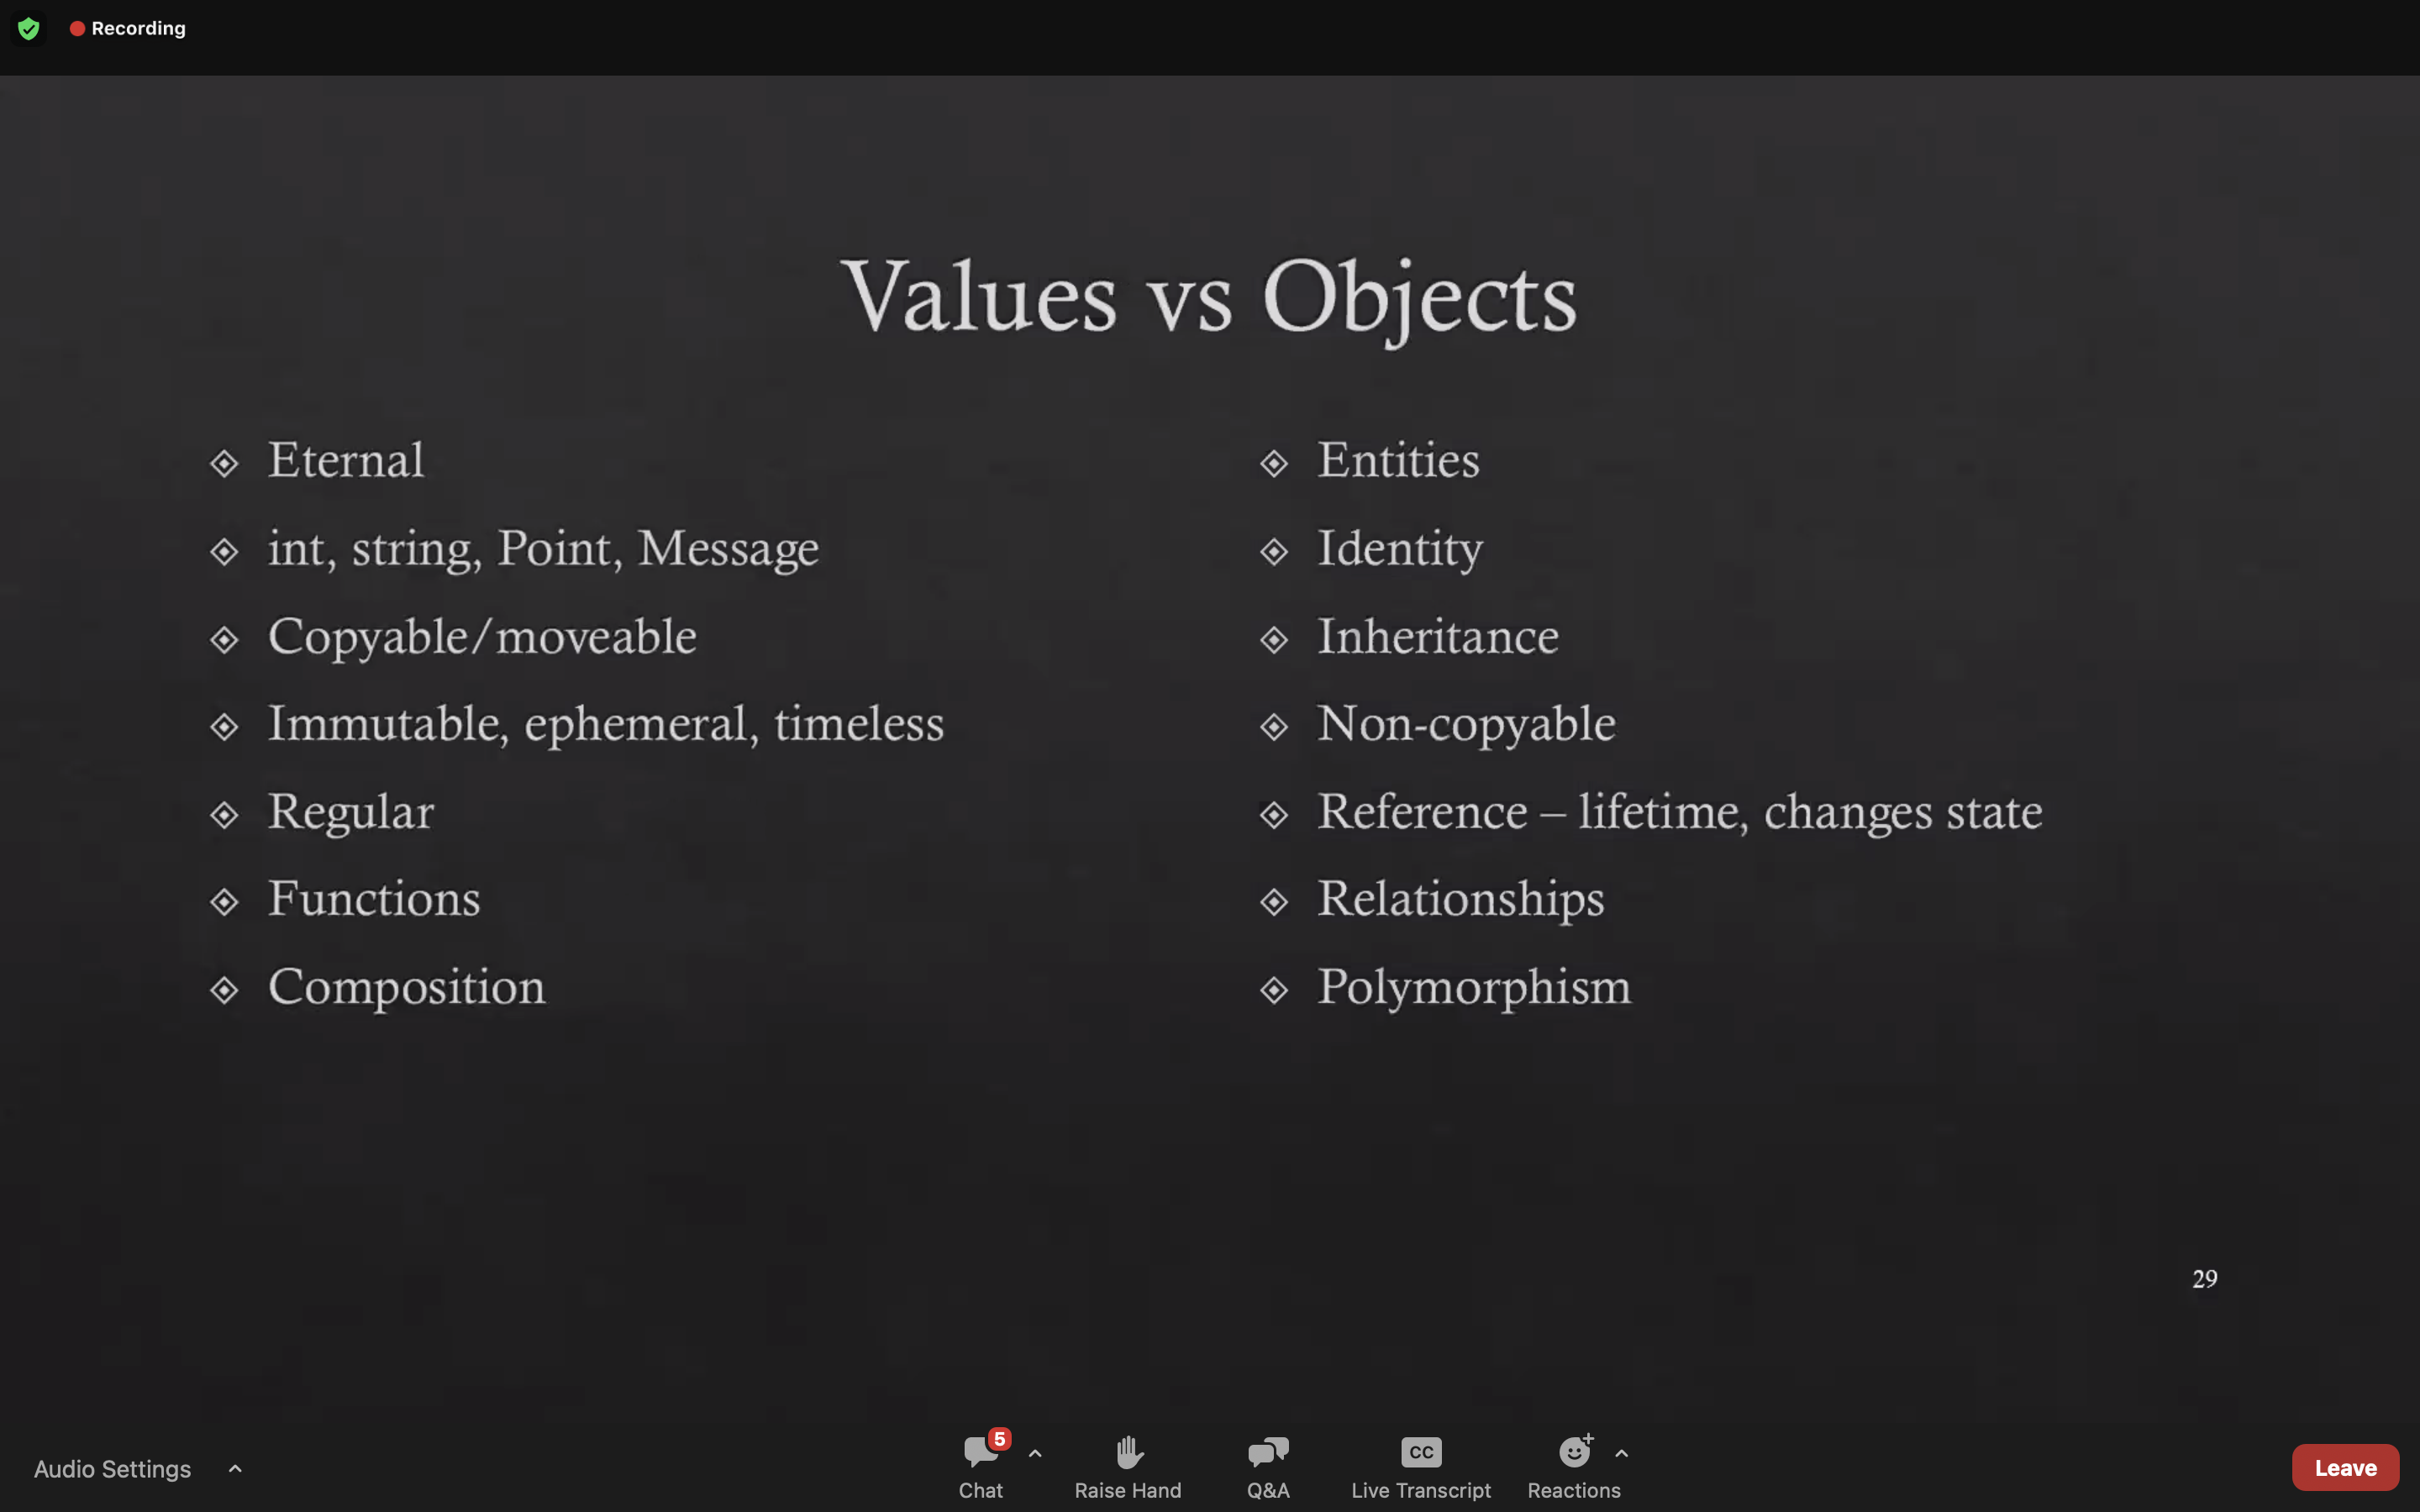 Recording
Values vs Objects
Eternal
int, string, Point, Message
Copyable/moveable
Immutable, ephemeral, timeless
Regular
Functions
Composition
Entities
Identity
Inheritance
Non-copyable
Reference – lifetime, changes state
Relationships
Polymorphism
29
Audio Settings
5
Chat
Raise Hand
Q&A
CC
Live Transcript
Reactions
Leave